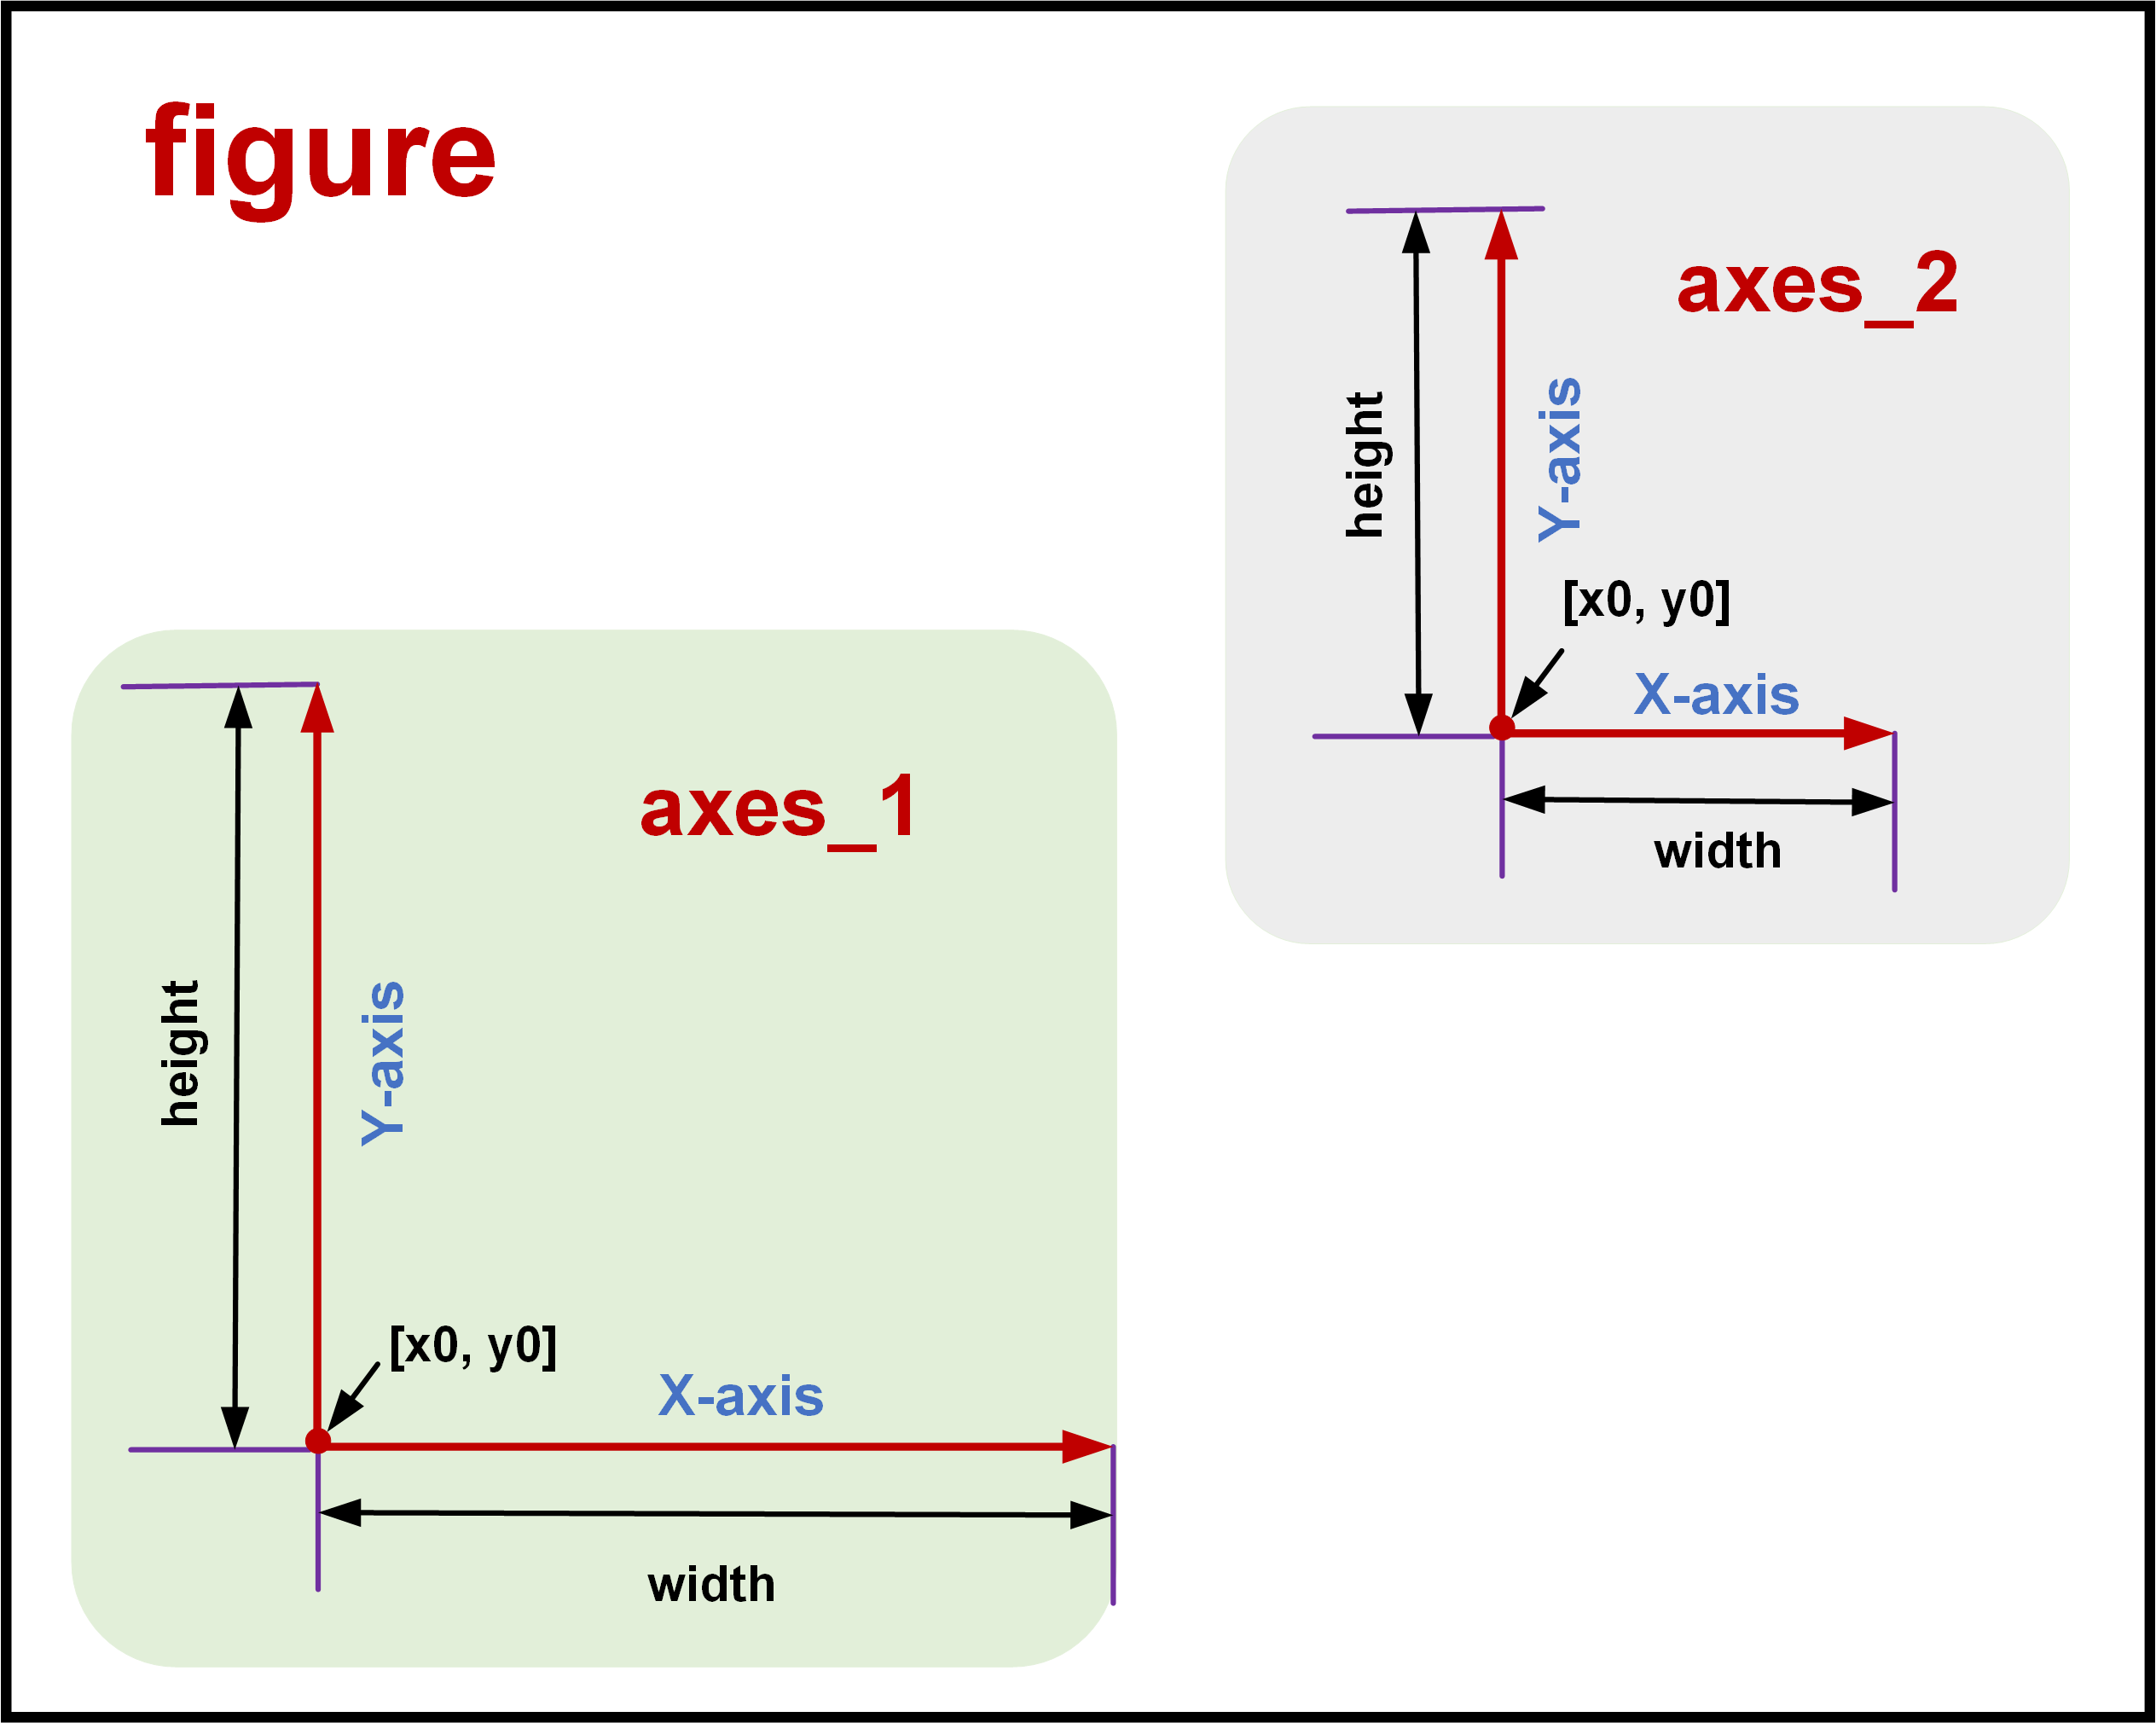 figure
axes_2
height
Y-axis
[x0, y0]
X-axis
width
axes_1
height
Y-axis
[x0, y0]
X-axis
width